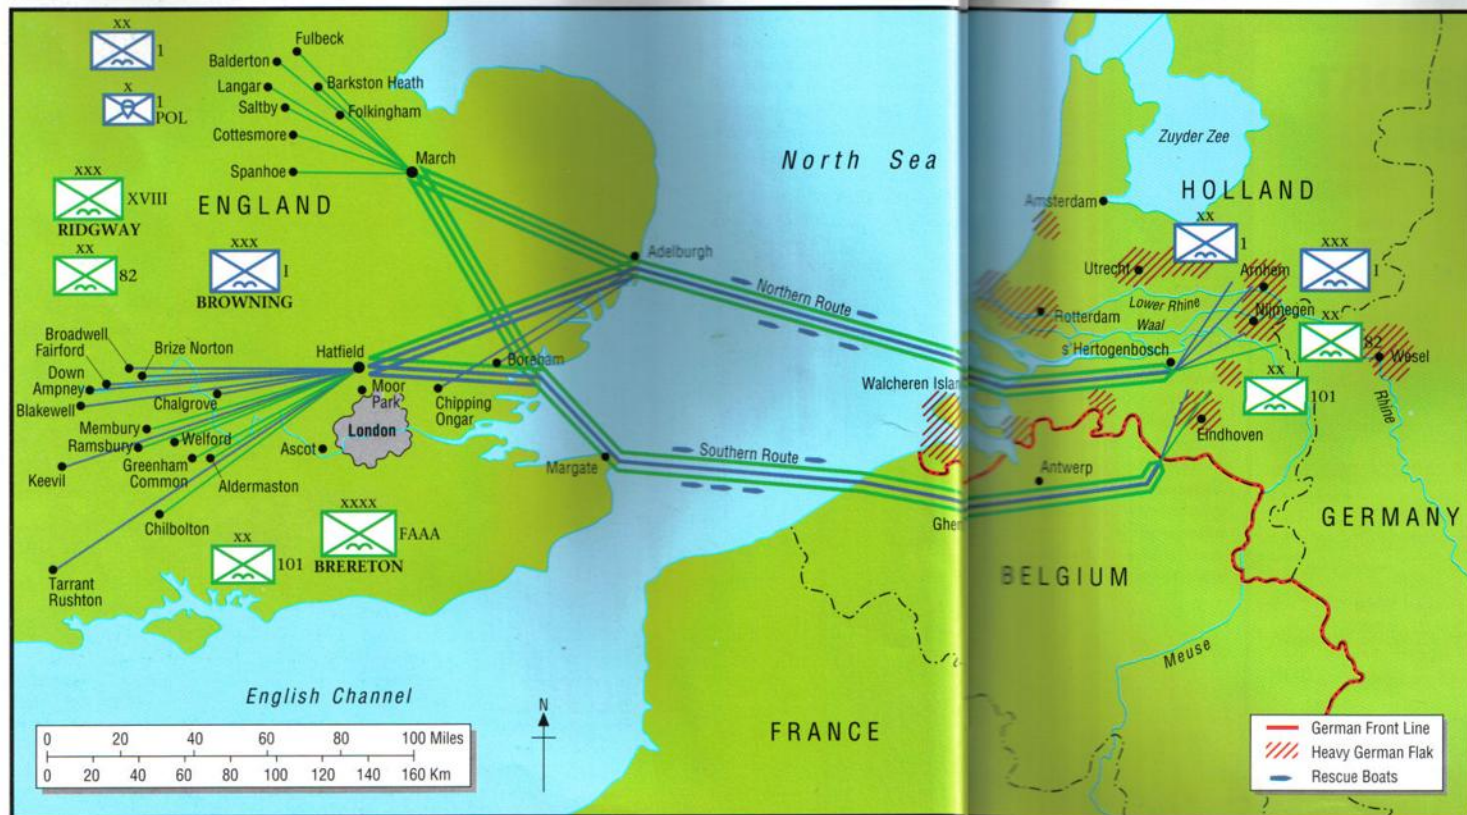 xx
1
x
1
POL
xxx
XVIII
RIDGWAY
xx
82
xxx
I
BROWNING
ENGLAND
Fulbeck
Balderton
Barkston Heath
Langar
Saltby
Folkingham
Cottesmore
Spanhoe
March
Adelburgh
North Sea
Northern Route
Southern Route
Broadwell
Fairford
Brize Norton
Down
Ampney
Blakewell
Chalgrove
Membury
Ramsbury
Welford
Keevil
Greenham
Common
Aldermaston
Chilbolton
Tarrant
Rushton
Hatfield
Moor
Park
London
Ascot
Boreham
Chipping
Ongar
Margate
xx
101
xxxx
FAAA
BRERETON
English Channel
0 20 40 60 80 100 Miles
0 20 40 60 80 100 120 140 160 Km
N
FRANCE
Zuyder Zee
HOLLAND
Amsterdam
xx
1
xxx
1
Utrecht
Arnhem
Lower Rhine
Rotterdam
Nijmegen
Waal
xx
82
s Hertogenbosch
Wesel
Rhine
Walcheren Islan
xx
101
Eindhoven
Antwerp
Ghen
GERMANY
BELGIUM
Meuse
German Front Line
Heavy German Flak
Rescue Boats